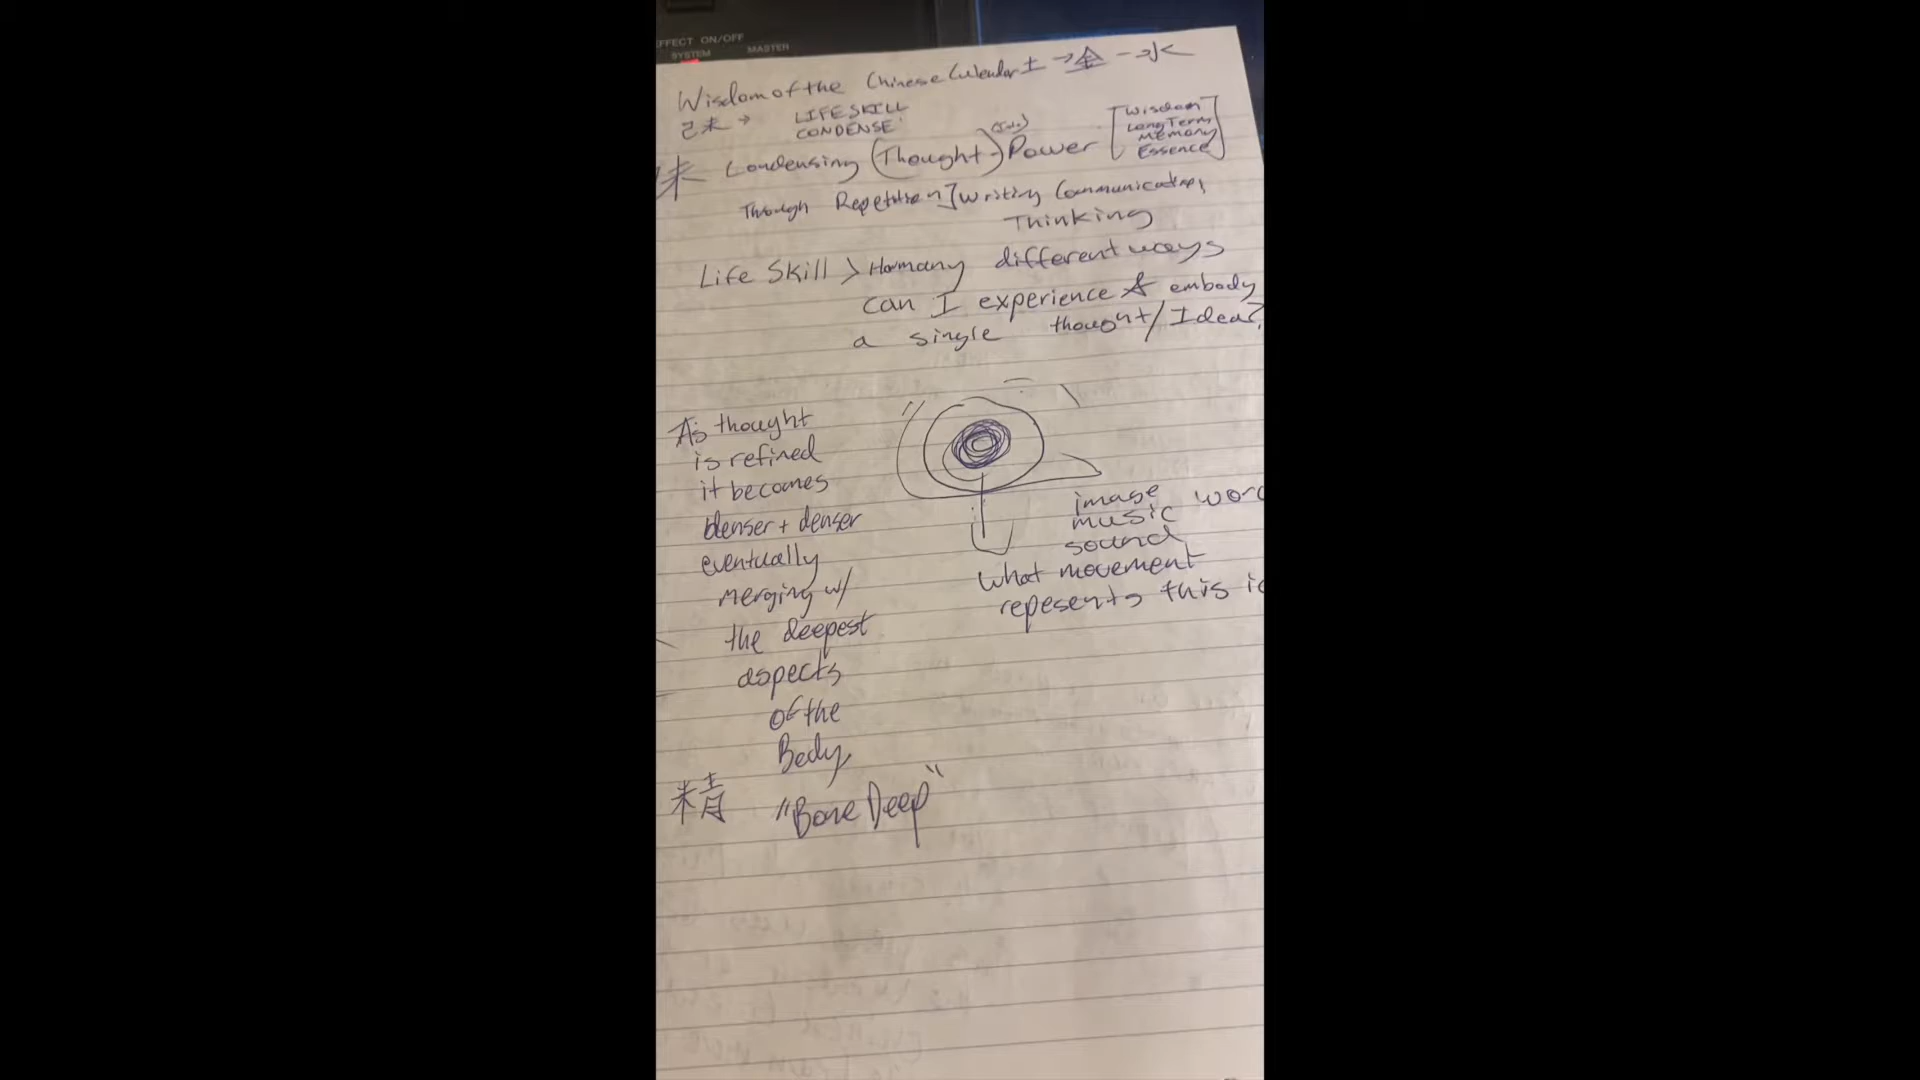 EFFECT ON/OFF
SYSTEM MASTER
Wisdom of the Chinese Calendar 土 → 金 → 水
己未 → LIFE SKILL
CONDENSE
Condensing (Thought) Power [Wisdom
Long Term
Memory
Essence]
Through Repetition] Writing Communication,
Thinking
Life Skill > How many different ways
can I experience & embody
a single thought/Idea?
As thought
is refined
it becomes
denser + denser
eventually
merging w/
the deepest
aspects
of the
Body
精 "Bone Deep"
image
music
sound
What movement
repesents this